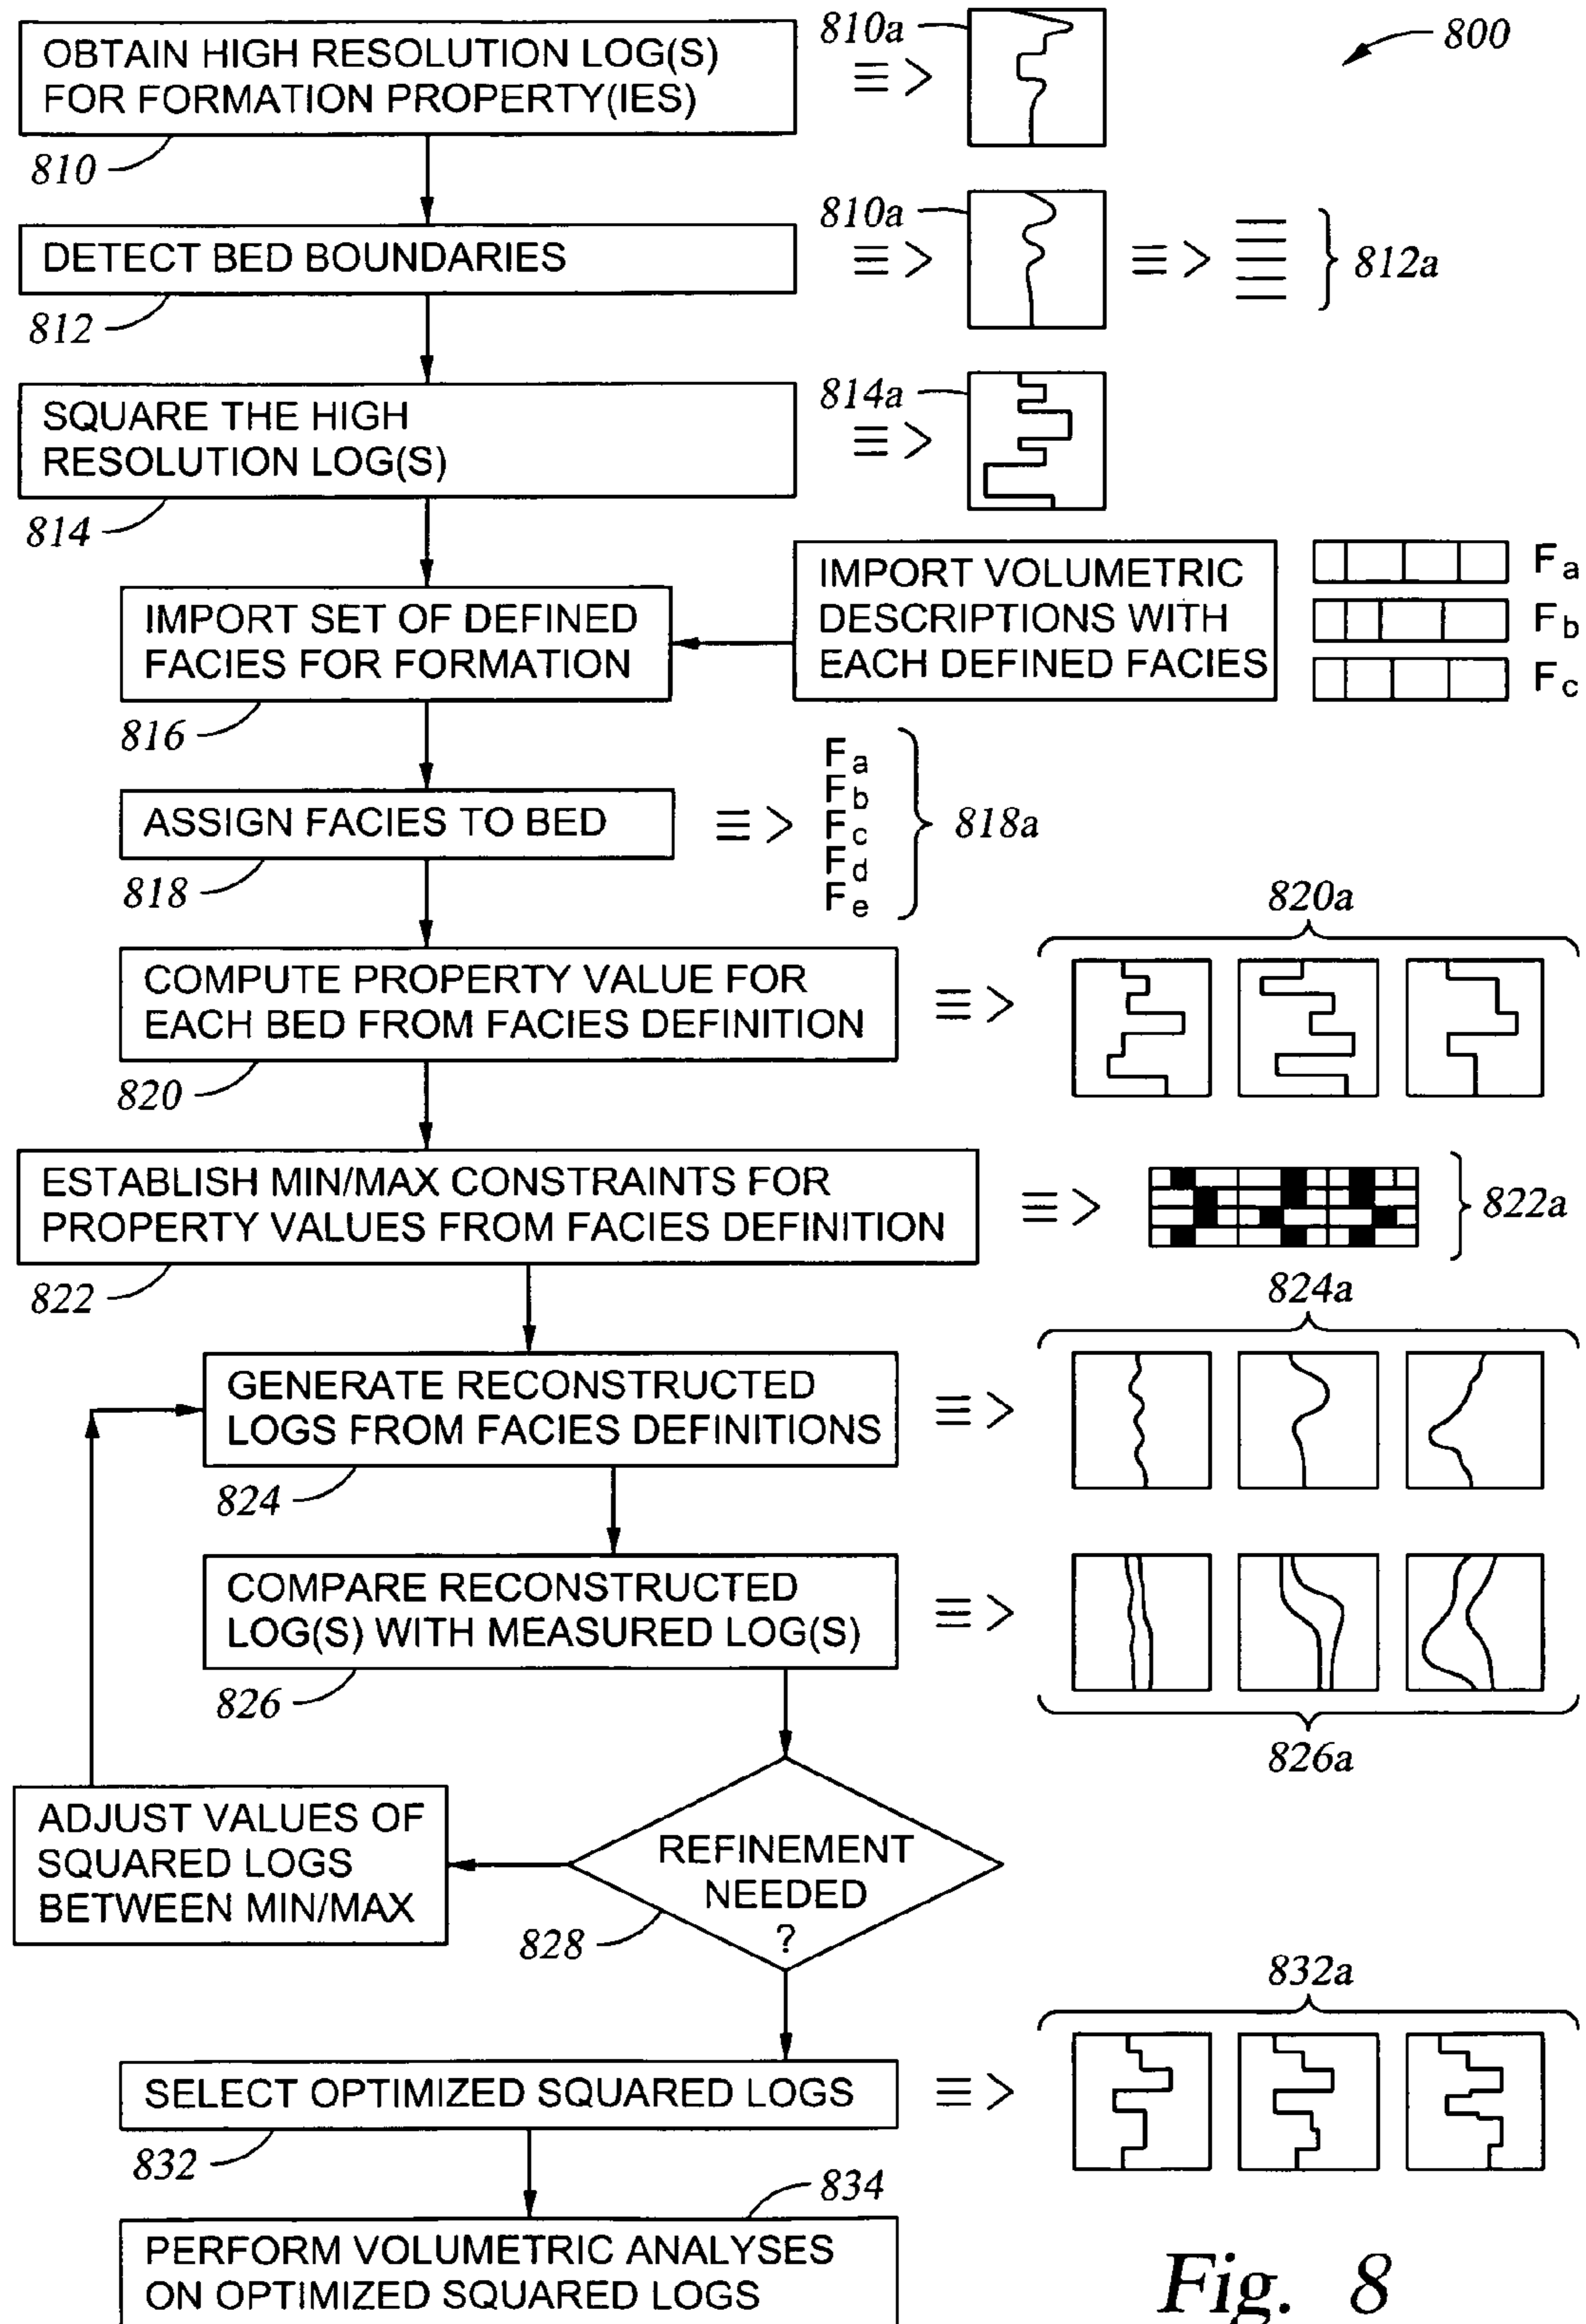 OBTAIN HIGH RESOLUTION LOG(S)
FOR FORMATION PROPERTY(IES)
810
810a
800
DETECT BED BOUNDARIES
812
810a
812a
SQUARE THE HIGH
RESOLUTION LOG(S)
814
814a
IMPORT SET OF DEFINED
FACIES FOR FORMATION
816
IMPORT VOLUMETRIC
DESCRIPTIONS WITH
EACH DEFINED FACIES
Fa
Fb
Fc
ASSIGN FACIES TO BED
818
Fa
Fb
Fc
Fd
Fe
818a
COMPUTE PROPERTY VALUE FOR
EACH BED FROM FACIES DEFINITION
820
820a
ESTABLISH MIN/MAX CONSTRAINTS FOR
PROPERTY VALUES FROM FACIES DEFINITION
822
822a
GENERATE RECONSTRUCTED
LOGS FROM FACIES DEFINITIONS
824
824a
COMPARE RECONSTRUCTED
LOG(S) WITH MEASURED LOG(S)
826
826a
ADJUST VALUES OF
SQUARED LOGS
BETWEEN MIN/MAX
REFINEMENT
NEEDED
?
828
SELECT OPTIMIZED SQUARED LOGS
832
832a
834
PERFORM VOLUMETRIC ANALYSES
ON OPTIMIZED SQUARED LOGS
Fig. 8